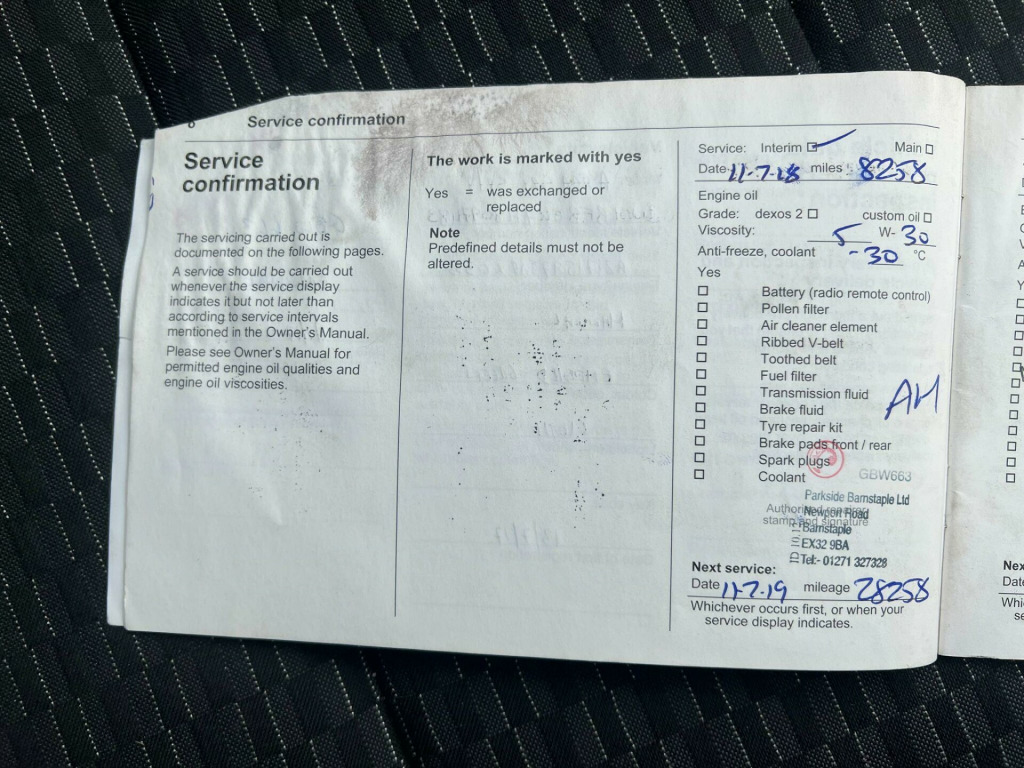 Service confirmation
Service
confirmation
The servicing carried out is
documented on the following pages.
A service should be carried out
whenever the service display
indicates it but not later than
according to service intervals
mentioned in the Owner's Manual.
Please see Owner's Manual for
permitted engine oil qualities and
engine oil viscosities.
The work is marked with yes
Yes = was exchanged or
replaced
Note
Predefined details must not be
altered.
Service: Interim Main
Date 11-7-18 miles 8258
Engine oil
Grade: dexos 2 custom oil
Viscosity: 5 W- 30
Anti-freeze, coolant -30 °C
Yes
Battery (radio remote control)
Pollen filter
Air cleaner element
Ribbed V-belt
Toothed belt
Fuel filter
Transmission fluid
AH
Brake fluid
Tyre repair kit
Brake pads front / rear
Spark plugs
Coolant
GBW663
Parkside Barnstaple Ltd
Newport Road
stamp and signature
Barnstaple
EX32 9BA
Tel:- 01271 327328
Next service:
Date 11-7-19 mileage 28258
Whichever occurs first, or when your
service display indicates.